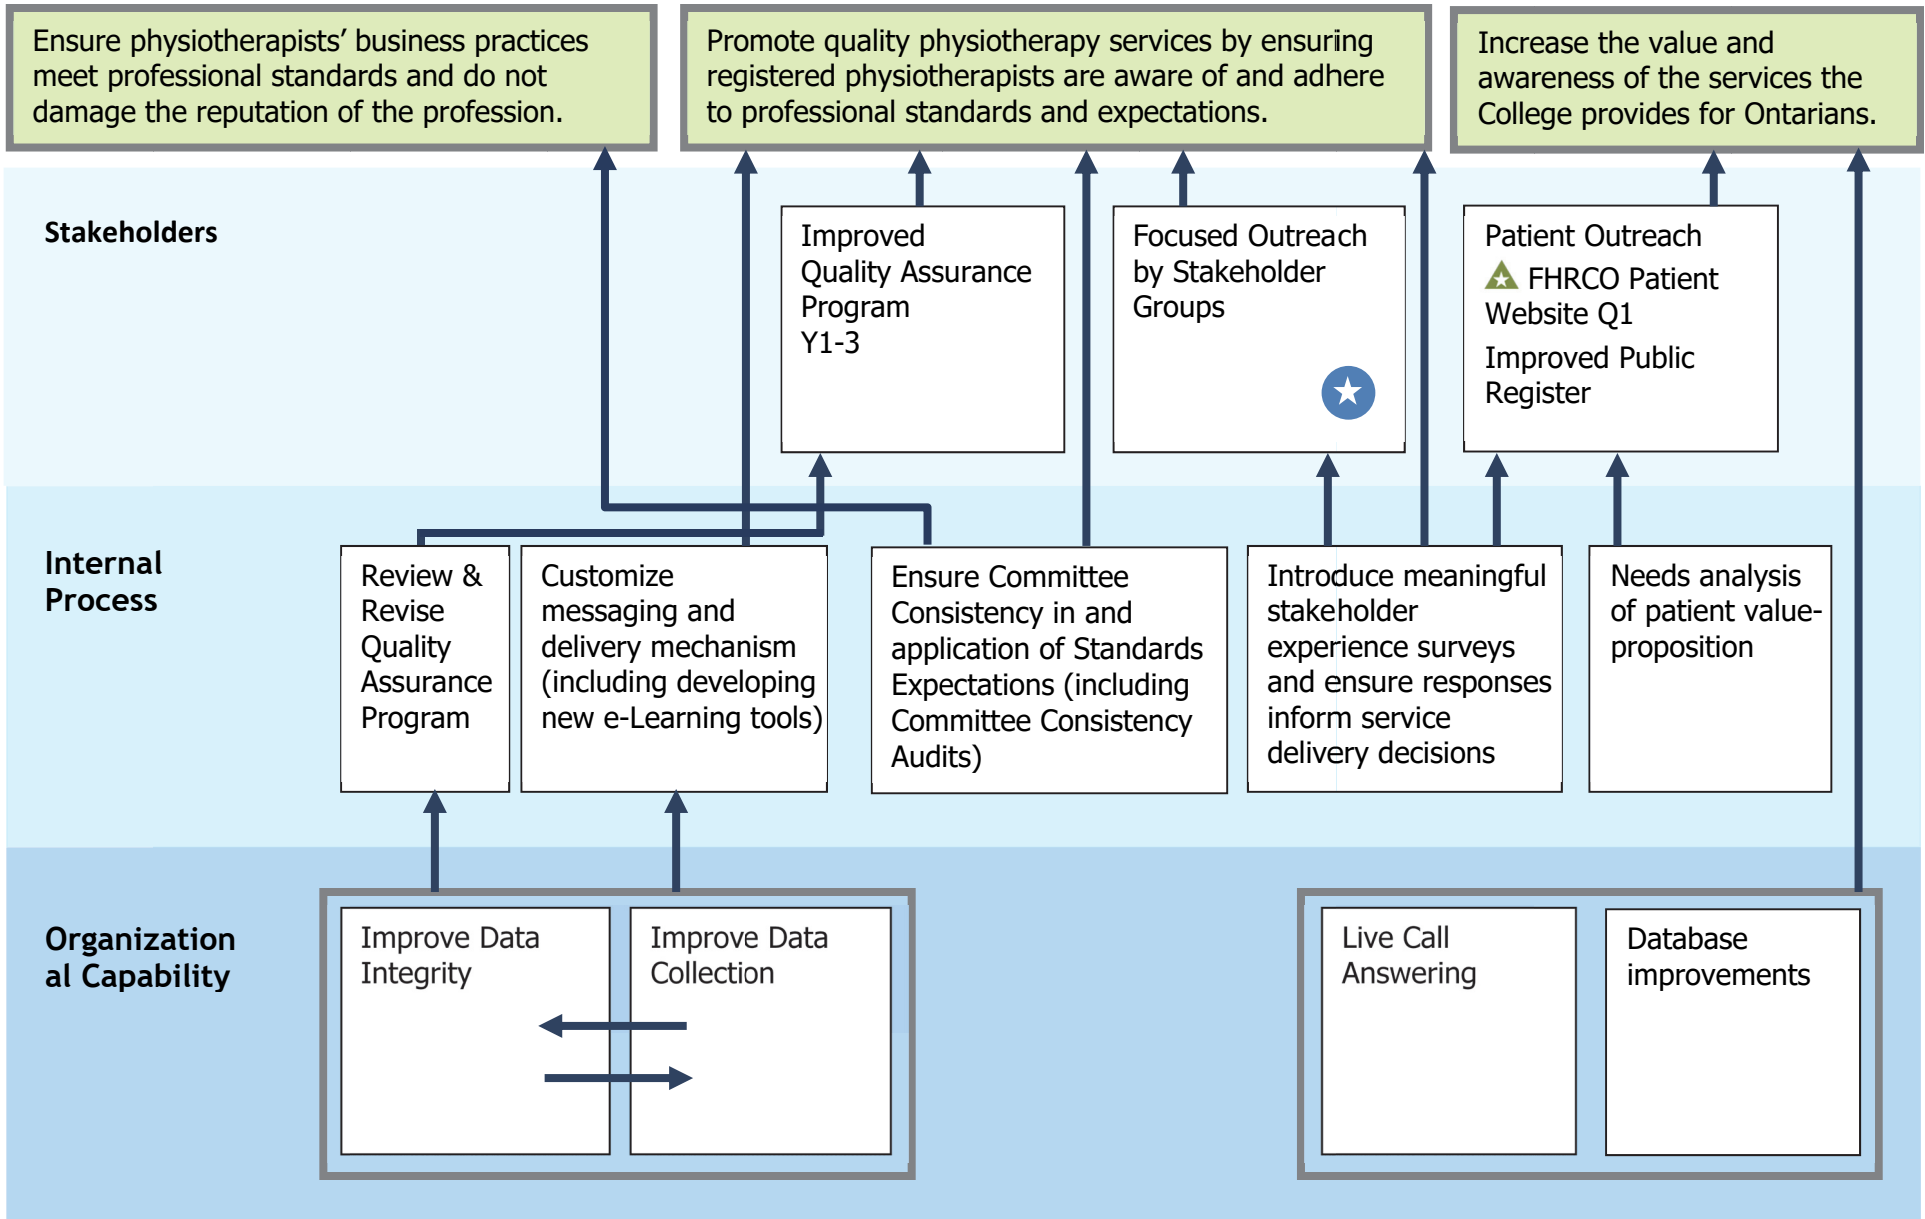 Ensure physiotherapists’ business practices
meet professional standards and do not
damage the reputation of the profession.
Promote quality physiotherapy services by ensuring
registered physiotherapists are aware of and adhere
to professional standards and expectations.
Increase the value and
awareness of the services the
College provides for Ontarians.
Stakeholders
Improved
Quality Assurance
Program
Y1-3
Focused Outreach
by Stakeholder
Groups
Patient Outreach
FHRCO Patient
Website Q1
Improved Public
Register
Internal
Process
Review &
Revise
Quality
Assurance
Program
Customize
messaging and
delivery mechanism
(including developing
new e-Learning tools)
Ensure Committee
Consistency in and
application of Standards
Expectations (including
Committee Consistency
Audits)
Introduce meaningful
stakeholder
experience surveys
and ensure responses
inform service
delivery decisions
Needs analysis
of patient value-
proposition
Organization
al Capability
Improve Data
Integrity
Improve Data
Collection
Live Call
Answering
Database
improvements